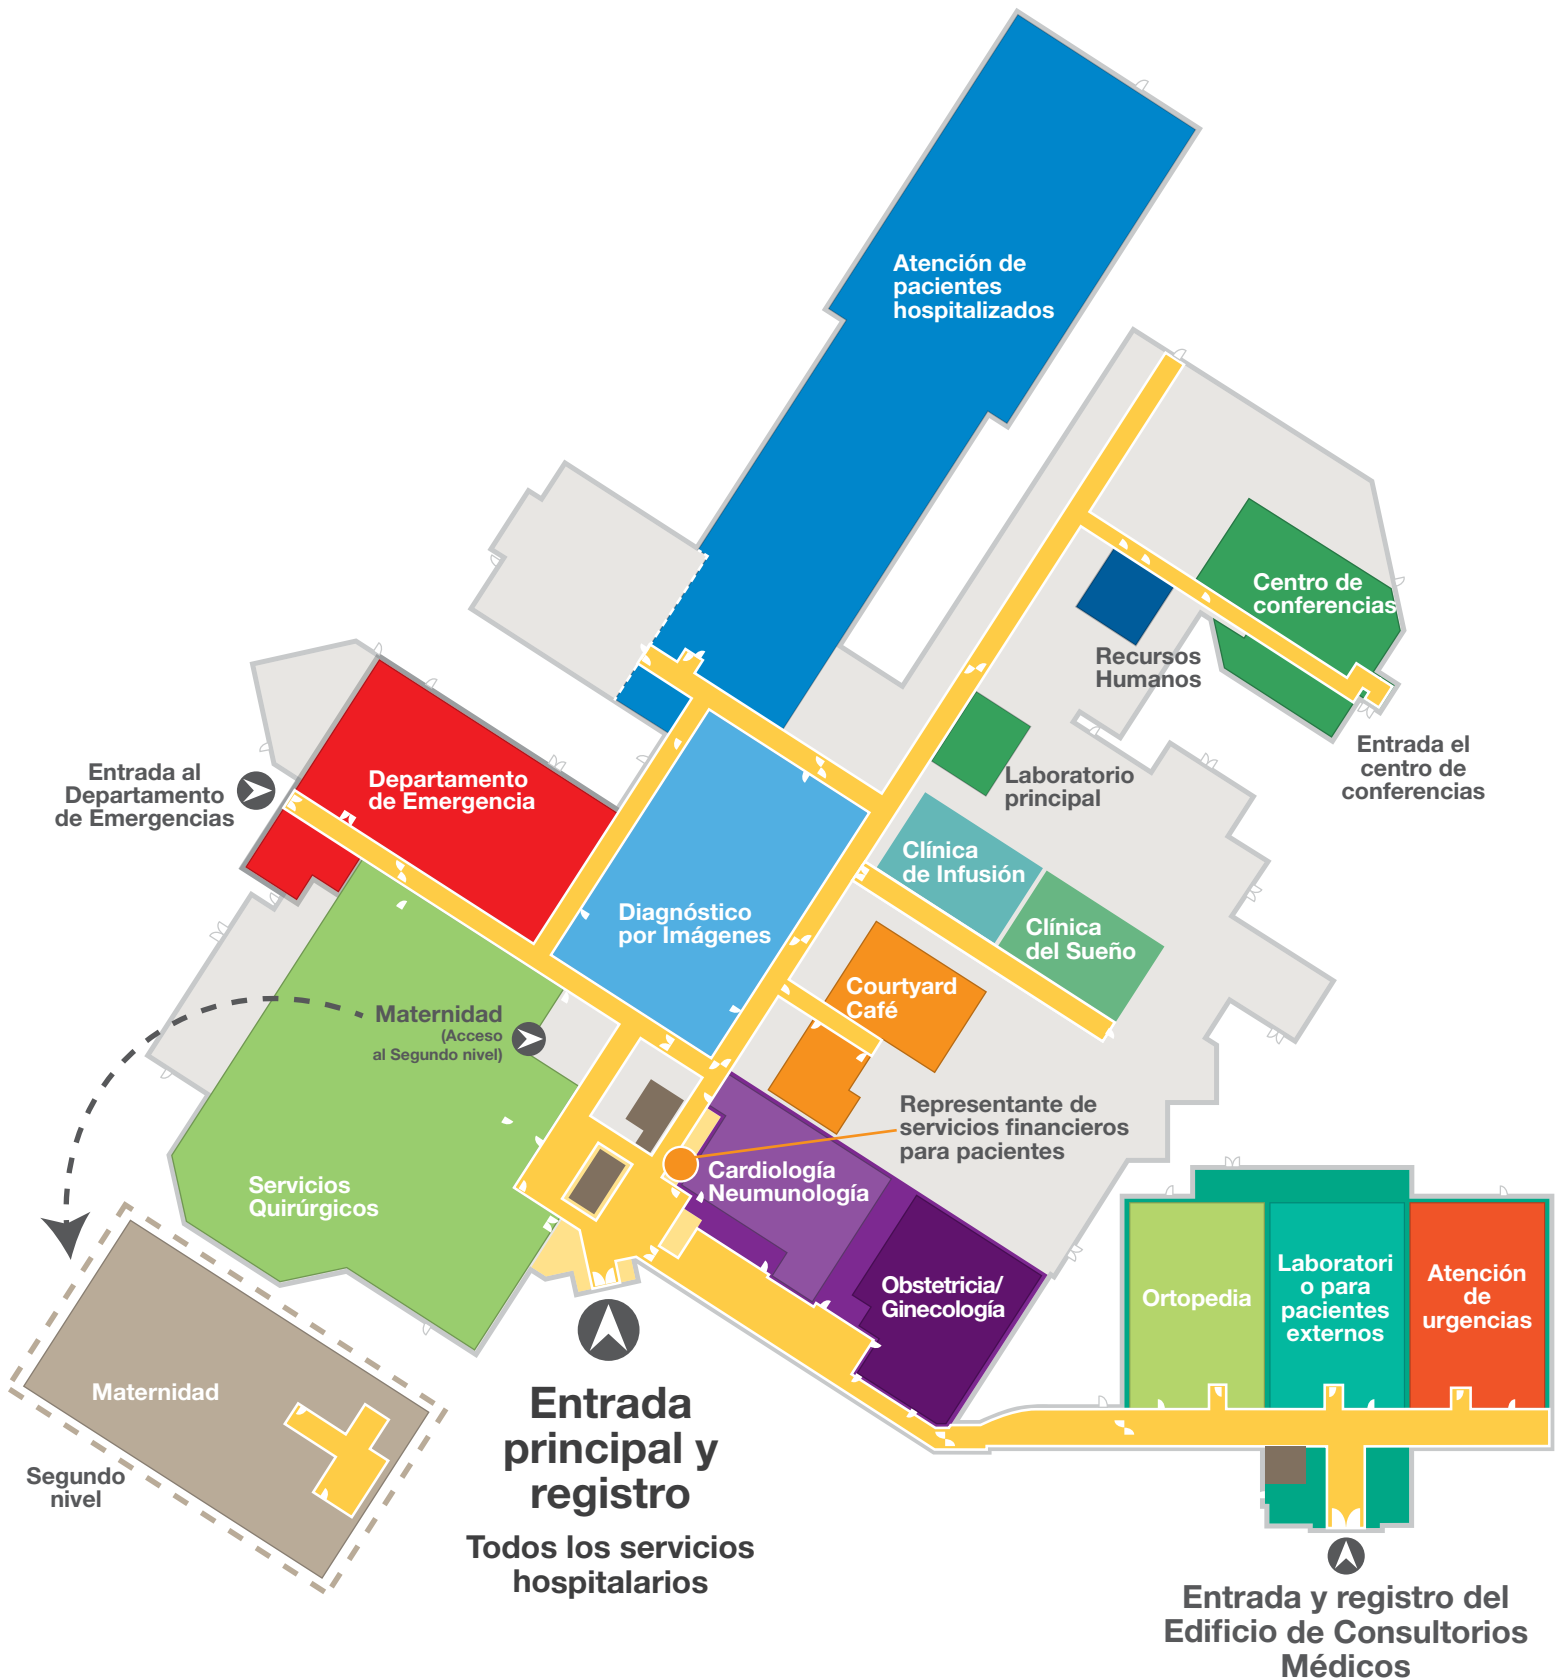 Atención de
pacientes
hospitalizados
Centro de
conferencias
Recursos
Humanos
Entrada el
centro de
conferencias
Laboratorio
principal
Entrada al
Departamento
de Emergencias
Departamento
de Emergencia
Clínica
de Infusión
Diagnóstico
por Imágenes
Clínica
del Sueño
Courtyard
Café
Maternidad
(Acceso
al Segundo nivel)
Representante de
servicios financieros
para pacientes
Cardiología
Neumunología
Servicios
Quirúrgicos
Obstetricia/
Ginecología
Ortopedia
Laboratori
o para
pacientes
externos
Atención
de
urgencias
Maternidad
Segundo
nivel
Entrada
principal y
registro
Todos los servicios
hospitalarios
Entrada y registro del
Edificio de Consultorios
Médicos